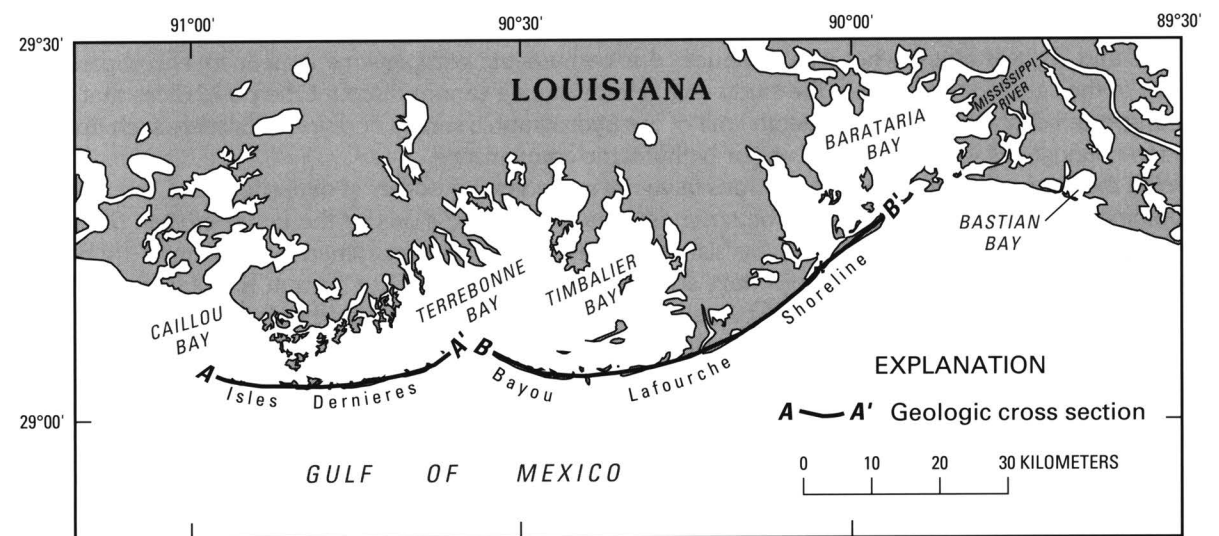 91°00'
90°30'
90°00'
89°30'
29°30'
LOUISIANA
MISSISSIPPI
RIVER
BARATARIA
BAY
BASTIAN
BAY
B'
TERREBONNE
BAY
TIMBALIER
BAY
CAILLOU
BAY
Shoreline
A
A'
B
Isles Dernieres
Bayou Lafourche
EXPLANATION
A A' Geologic cross section
29°00'
0 10 20 30 KILOMETERS
GULF OF MEXICO